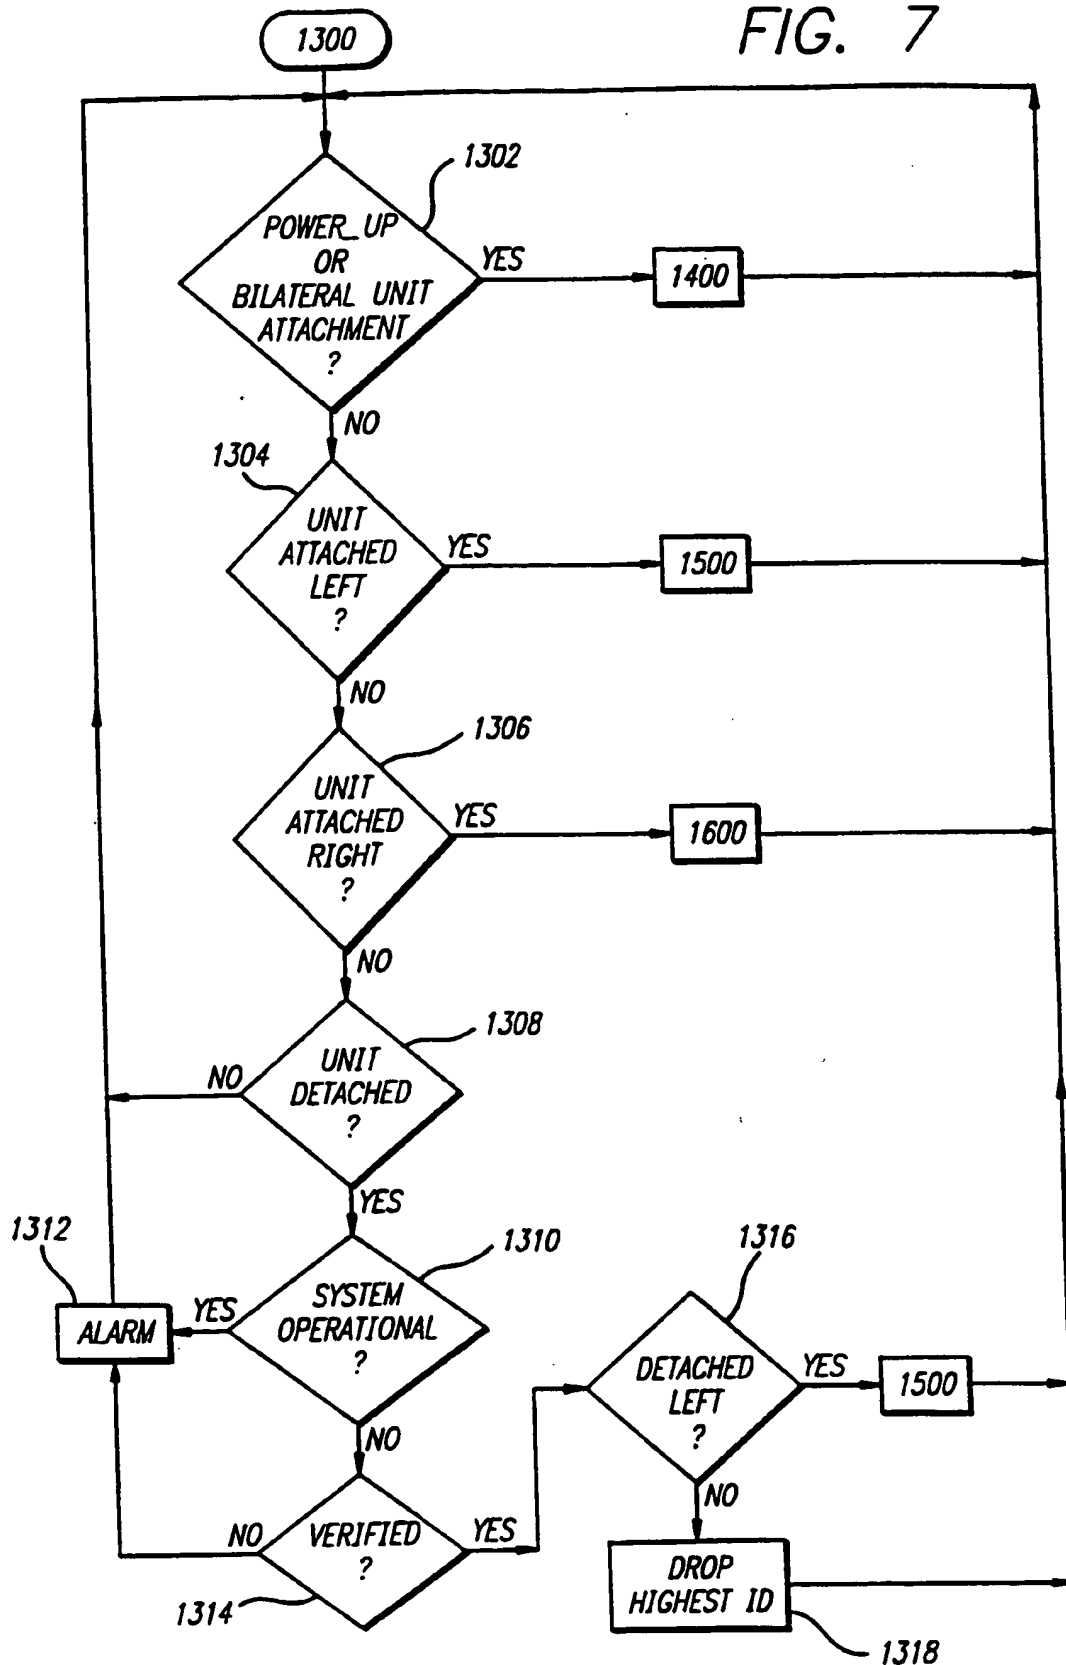 FIG. 7
1300
1302
POWER_UP
OR
BILATERAL UNIT
ATTACHMENT
?
YES
1400
NO
1304
UNIT
ATTACHED
LEFT
?
YES
1500
NO
1306
UNIT
ATTACHED
RIGHT
?
YES
1600
NO
1308
UNIT
DETACHED
?
NO
YES
1312
ALARM
1310
SYSTEM
OPERATIONAL
?
YES
NO
1316
DETACHED
LEFT
?
YES
1500
NO
VERIFIED
?
NO
YES
1314
DROP
HIGHEST ID
1318